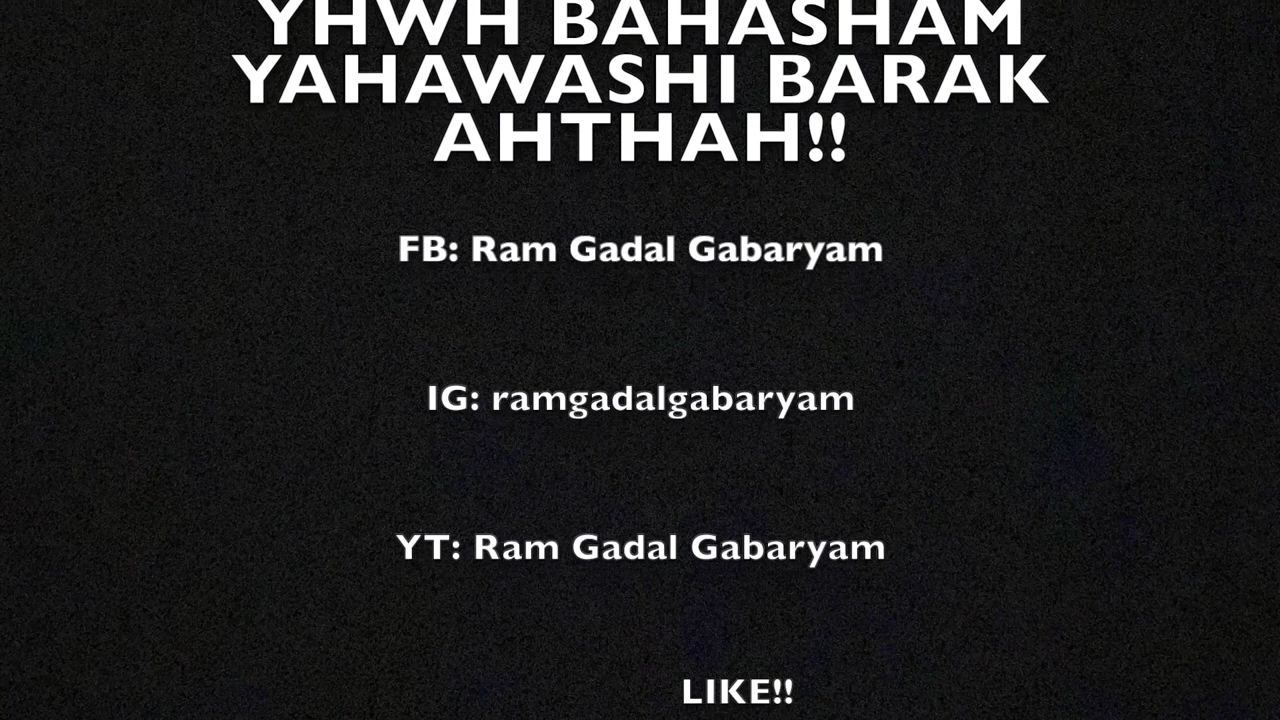 YHWH BAHASHAM
YAHAWASHI BARAK
AHTHAH!!
FB: Ram Gadal Gabaryam
IG: ramgadalgabaryam
YT: Ram Gadal Gabaryam
LIKE!!